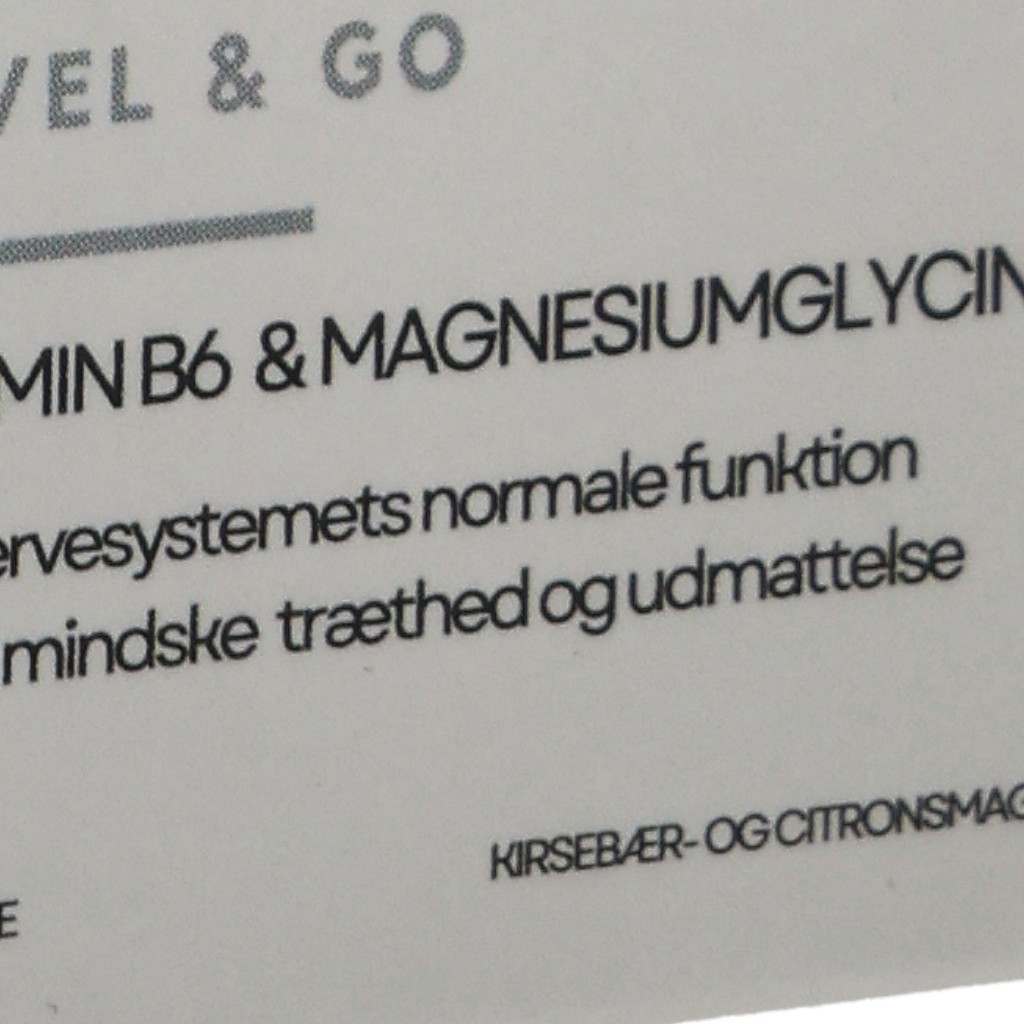 VEL & GO
MIN B6 & MAGNESIUMGLYCIN
ervesystemets normale funktion
mindske træthed og udmattelse
KIRSEBÆR- OG CITRONSMAG
E